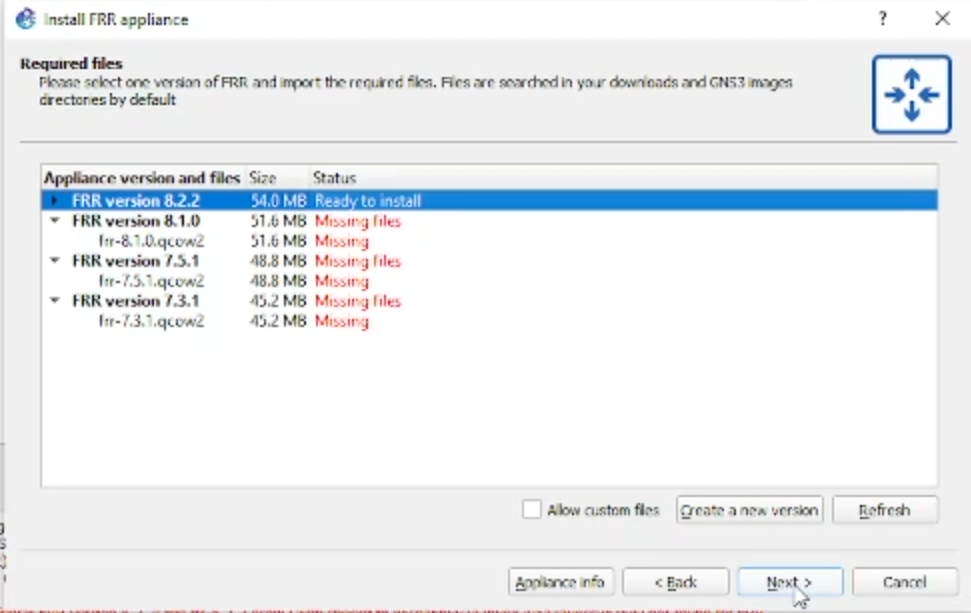 Install FRR appliance
?
Required files
Please select one version of FRR and import the required files. Files are searched in your downloads and GNS3 images
directories by default
Appliance version and files Size Status
FRR version 8.2.2 54.0 MB Ready to install
FRR version 8.1.0 51.6 MB Missing files
frr-8.1.0.qcow2 51.6 MB Missing
FRR version 7.5.1 48.8 MB Missing files
frr-7.5.1.qcow2 48.8 MB Missing
FRR version 7.3.1 45.2 MB Missing files
frr-7.3.1.qcow2 45.2 MB Missing
Allow custom files Create a new version Refresh
Appliance info < Back Next > Cancel